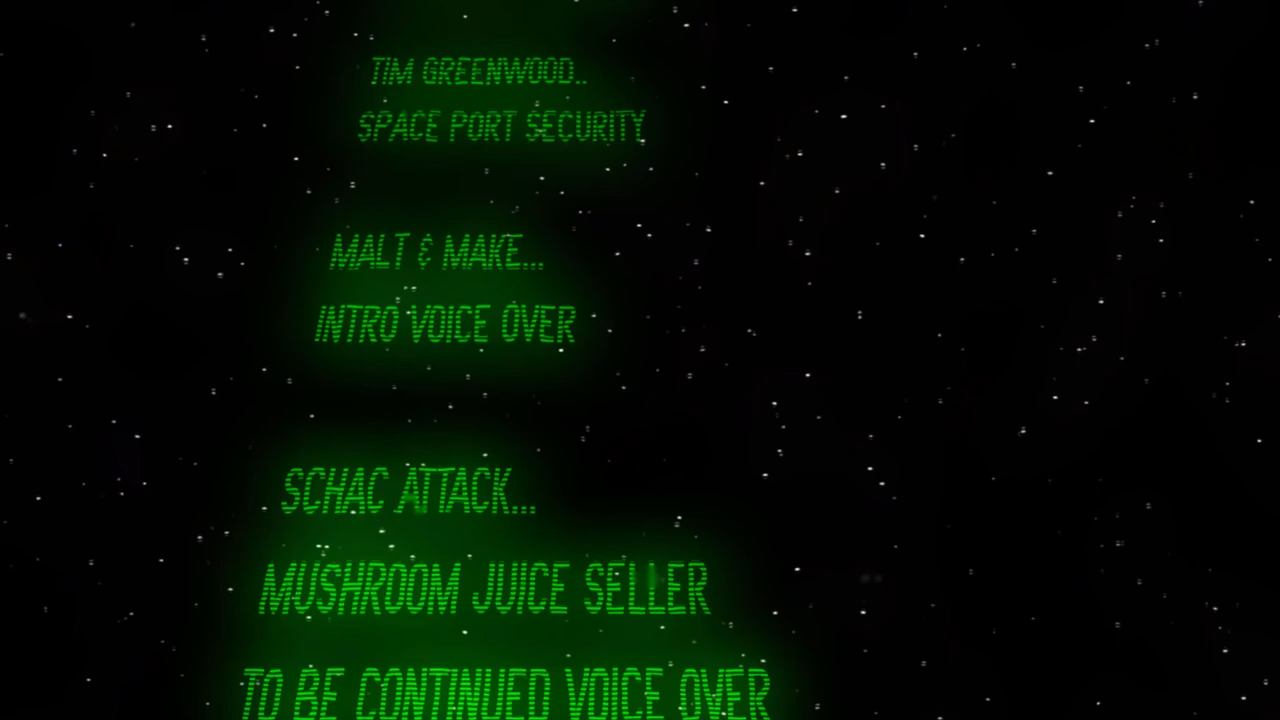 TIM GREENWOOD..
SPACE PORT SECURITY
MALT & MAKE...
INTRO VOICE OVER
SCHAC ATTACK...
MUSHROOM JUICE SELLER
TO BE CONTINUED VOICE OVER